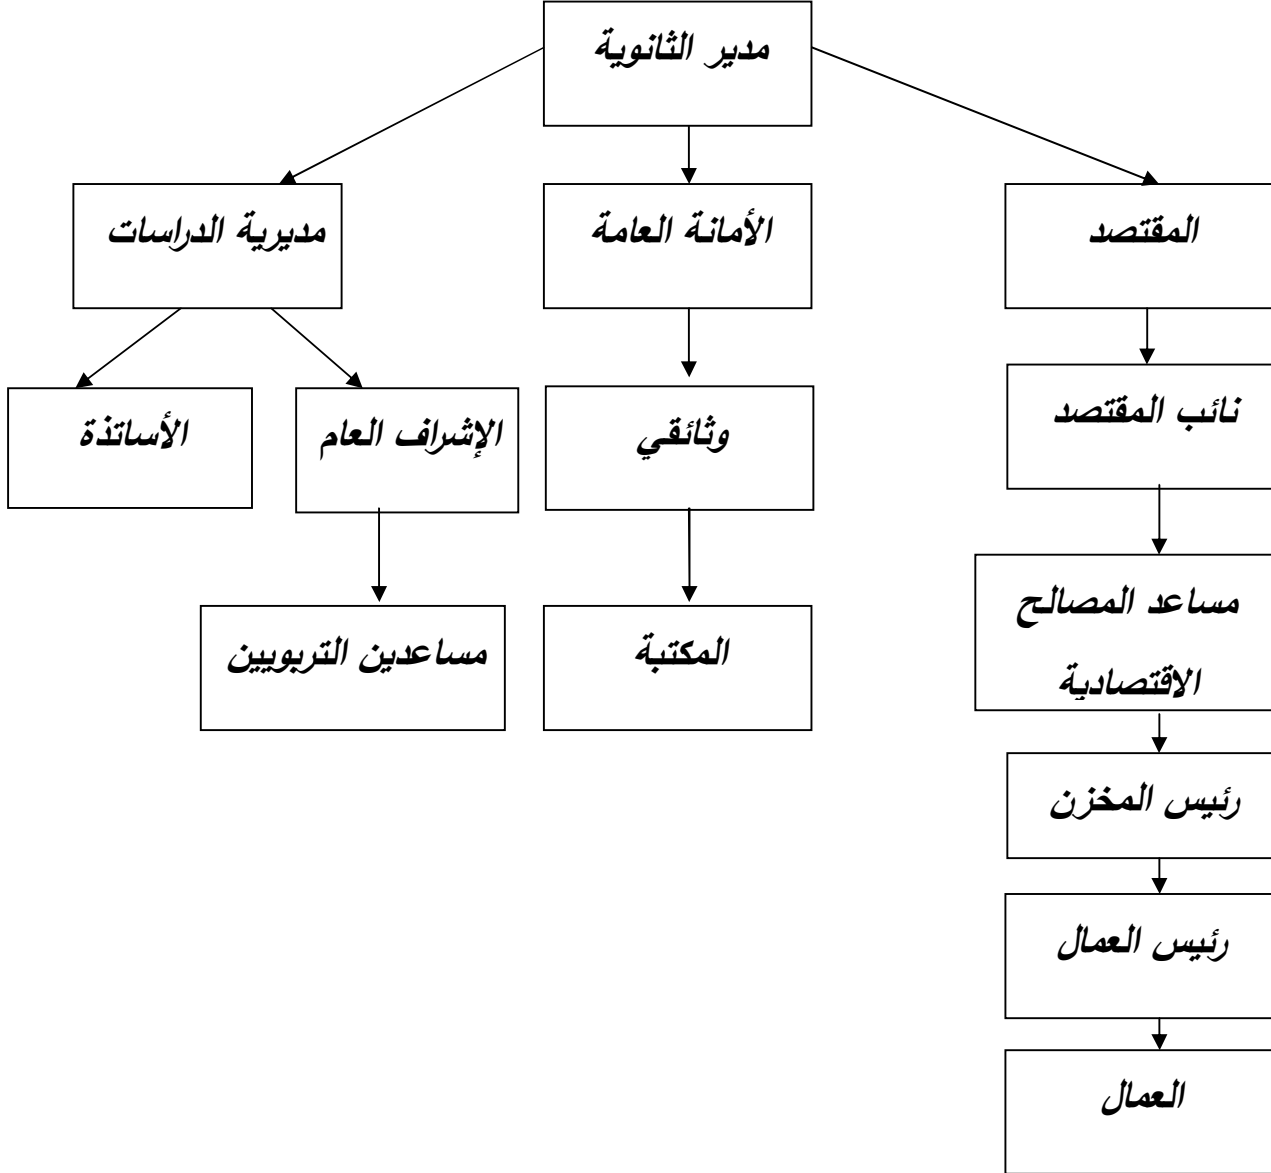 مدير الثانوية
المقتصد
الأمانة العامة
مديرية الدراسات
نائب المقتصد
وثائقي
الإشراف العام
الأساتذة
مساعد المصالح
الاقتصادية
المكتبة
مساعدين التربويين
رئيس المخزن
رئيس العمال
العمال